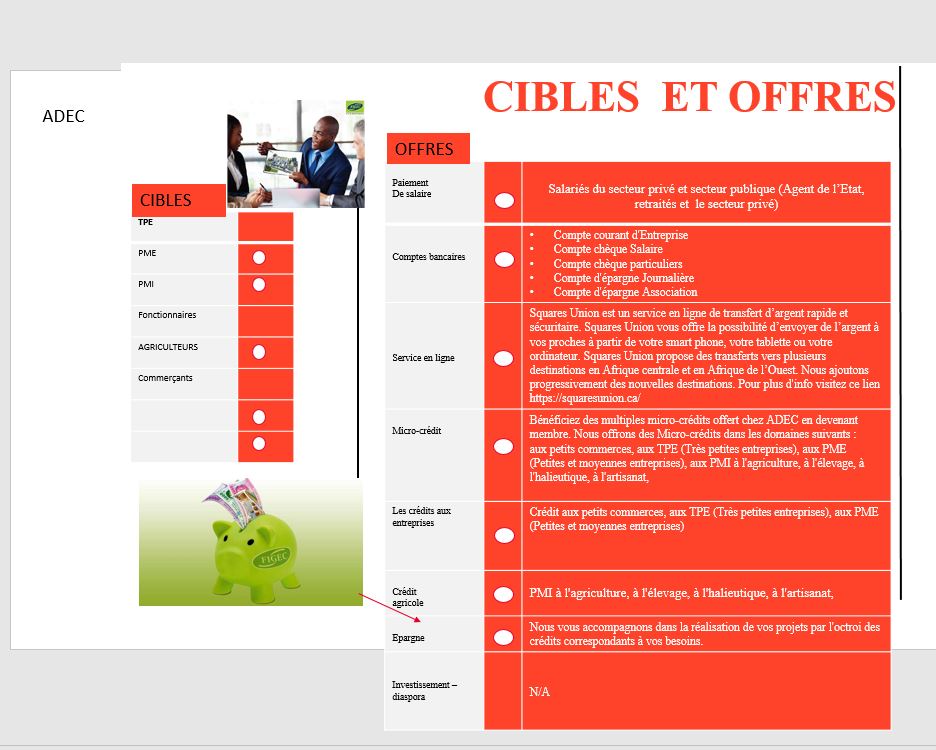 CIBLES ET OFFRES
ADEC
CIBLES
TPE
PME
PMI
Fonctionnaires
AGRICULTEURS
Commerçants
FIGEC
OFFRES
Paiement
De salaire
Salariés du secteur privé et secteur publique (Agent de l’Etat,
retraités et le secteur privé)
Comptes bancaires
• Compte courant d'Entreprise
• Compte chèque Salaire
• Compte chèque particuliers
• Compte d'épargne Journalière
• Compte d'épargne Association
Service en ligne
Squares Union est un service en ligne de transfert d’argent rapide et
sécuritaire. Squares Union vous offre la possibilité d’envoyer de l’argent à
vos proches à partir de votre smart phone, votre tablette ou votre
ordinateur. Squares Union propose des transferts vers plusieurs
destinations en Afrique centrale et en Afrique de l’Ouest. Nous ajoutons
progressivement des nouvelles destinations. Pour plus d'info visitez ce lien
https://squaresunion.ca/
Micro-crédit
Bénéficiez des multiples micro-crédits offert chez ADEC en devenant
membre. Nous offrons des Micro-crédits dans les domaines suivants :
aux petits commerces, aux TPE (Très petites entreprises), aux PME
(Petites et moyennes entreprises), aux PMI à l'agriculture, à l'élevage, à
l'halieutique, à l'artisanat,
Les crédits aux
entreprises
Crédit aux petits commerces, aux TPE (Très petites entreprises), aux PME
(Petites et moyennes entreprises)
Crédit
agricole
PMI à l'agriculture, à l'élevage, à l'halieutique, à l'artisanat,
Epargne
Nous vous accompagnons dans la réalisation de vos projets par l'octroi des
crédits correspondants à vos besoins.
Investissement –
diaspora
N/A